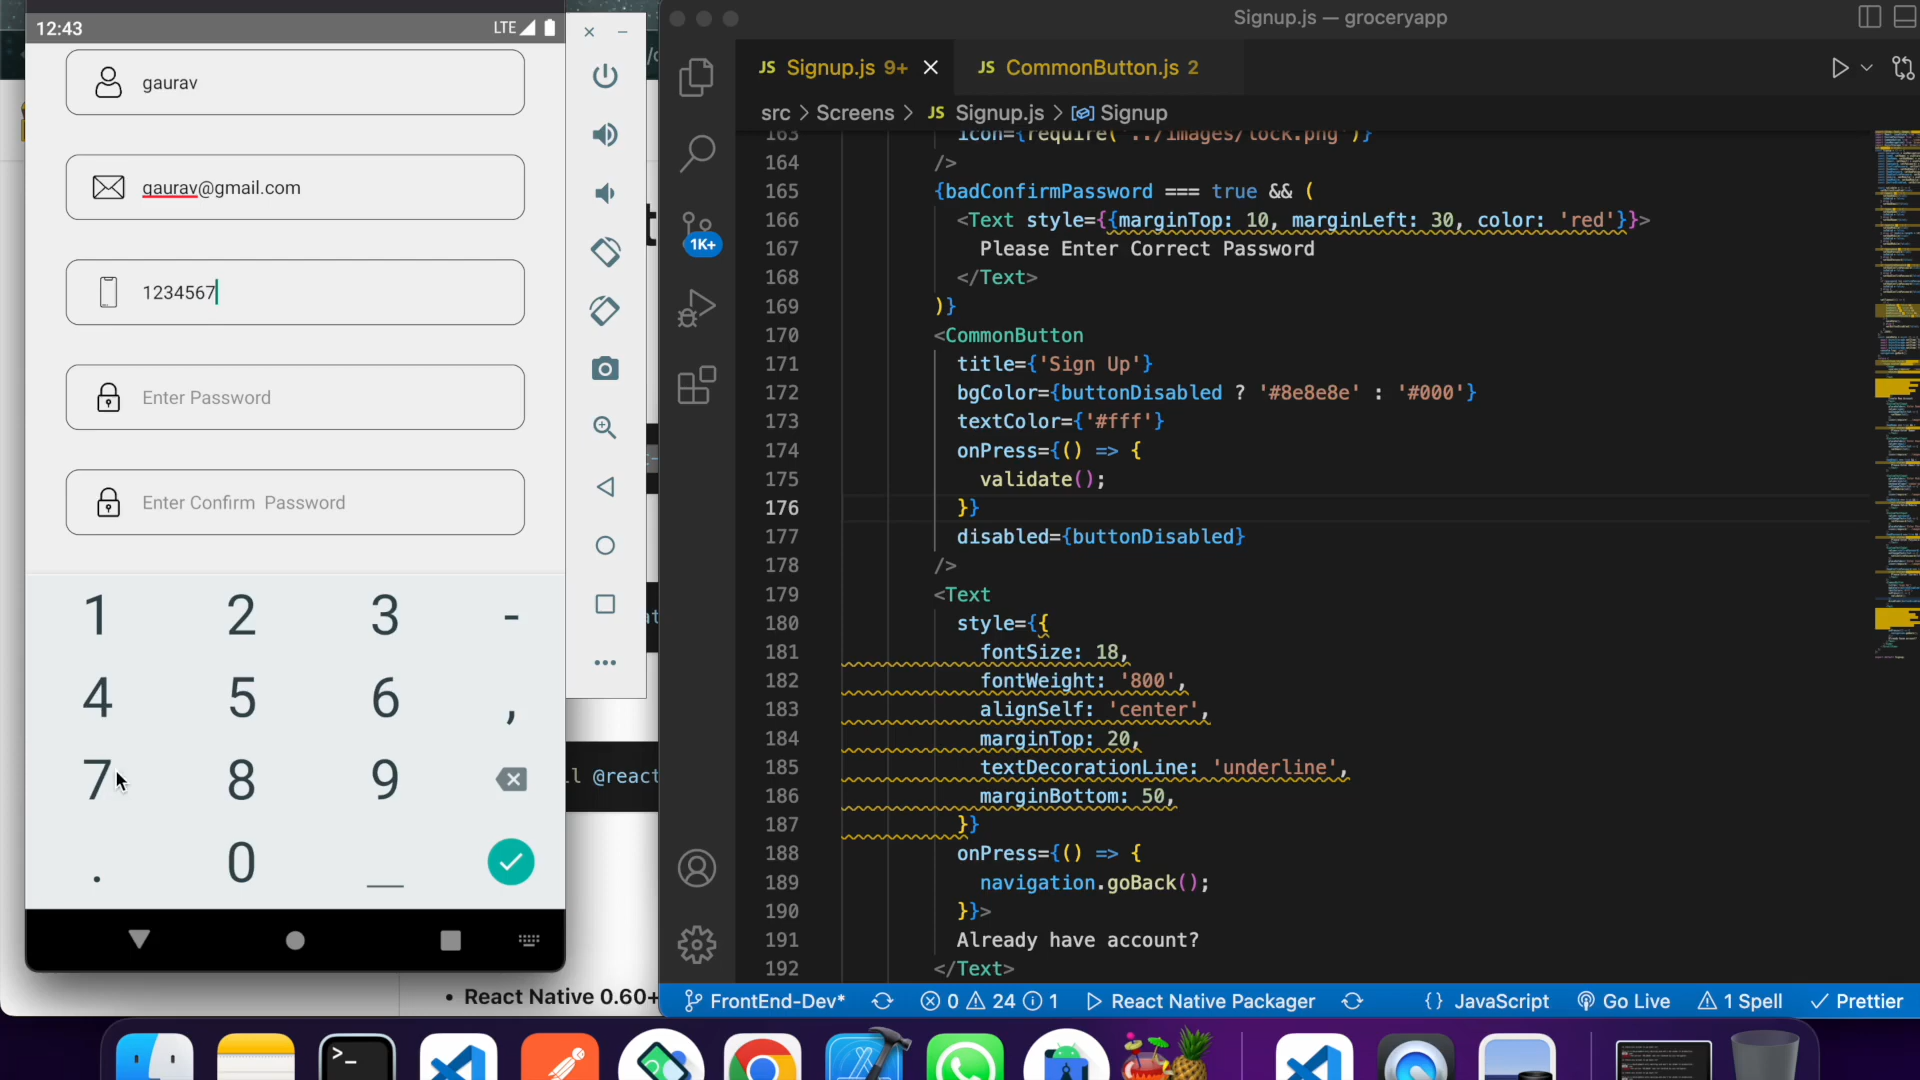 12:43
LTE
gaurav
gaurav@gmail.com
1234567
Enter Password
Enter Confirm  Password
1 2 3 -
4 5 6 ,
7 8 9
. 0 _
React Native 0.60+
l @react
Signup.js — groceryapp
JS Signup.js 9+
JS CommonButton.js 2
src > Screens > JS Signup.js > Signup
1K+
163 icon={require('../images/lock.png')}
164 />
165 {badConfirmPassword === true && (
166 <Text style={{marginTop: 10, marginLeft: 30, color: 'red'}}>
167 Please Enter Correct Password
168 </Text>
169 )}
170 <CommonButton
171 title={'Sign Up'}
172 bgColor={buttonDisabled ? '#8e8e8e' : '#000'}
173 textColor={'#fff'}
174 onPress={() => {
175 validate();
176 }}
177 disabled={buttonDisabled}
178 />
179 <Text
180 style={{
181 fontSize: 18,
182 fontWeight: '800',
183 alignSelf: 'center',
184 marginTop: 20,
185 textDecorationLine: 'underline',
186 marginBottom: 50,
187 }}
188 onPress={() => {
189 navigation.goBack();
190 }}>
191 Already have account?
192 </Text>
FrontEnd-Dev* 0 24 1 React Native Packager {} JavaScript Go Live 1 Spell Prettier